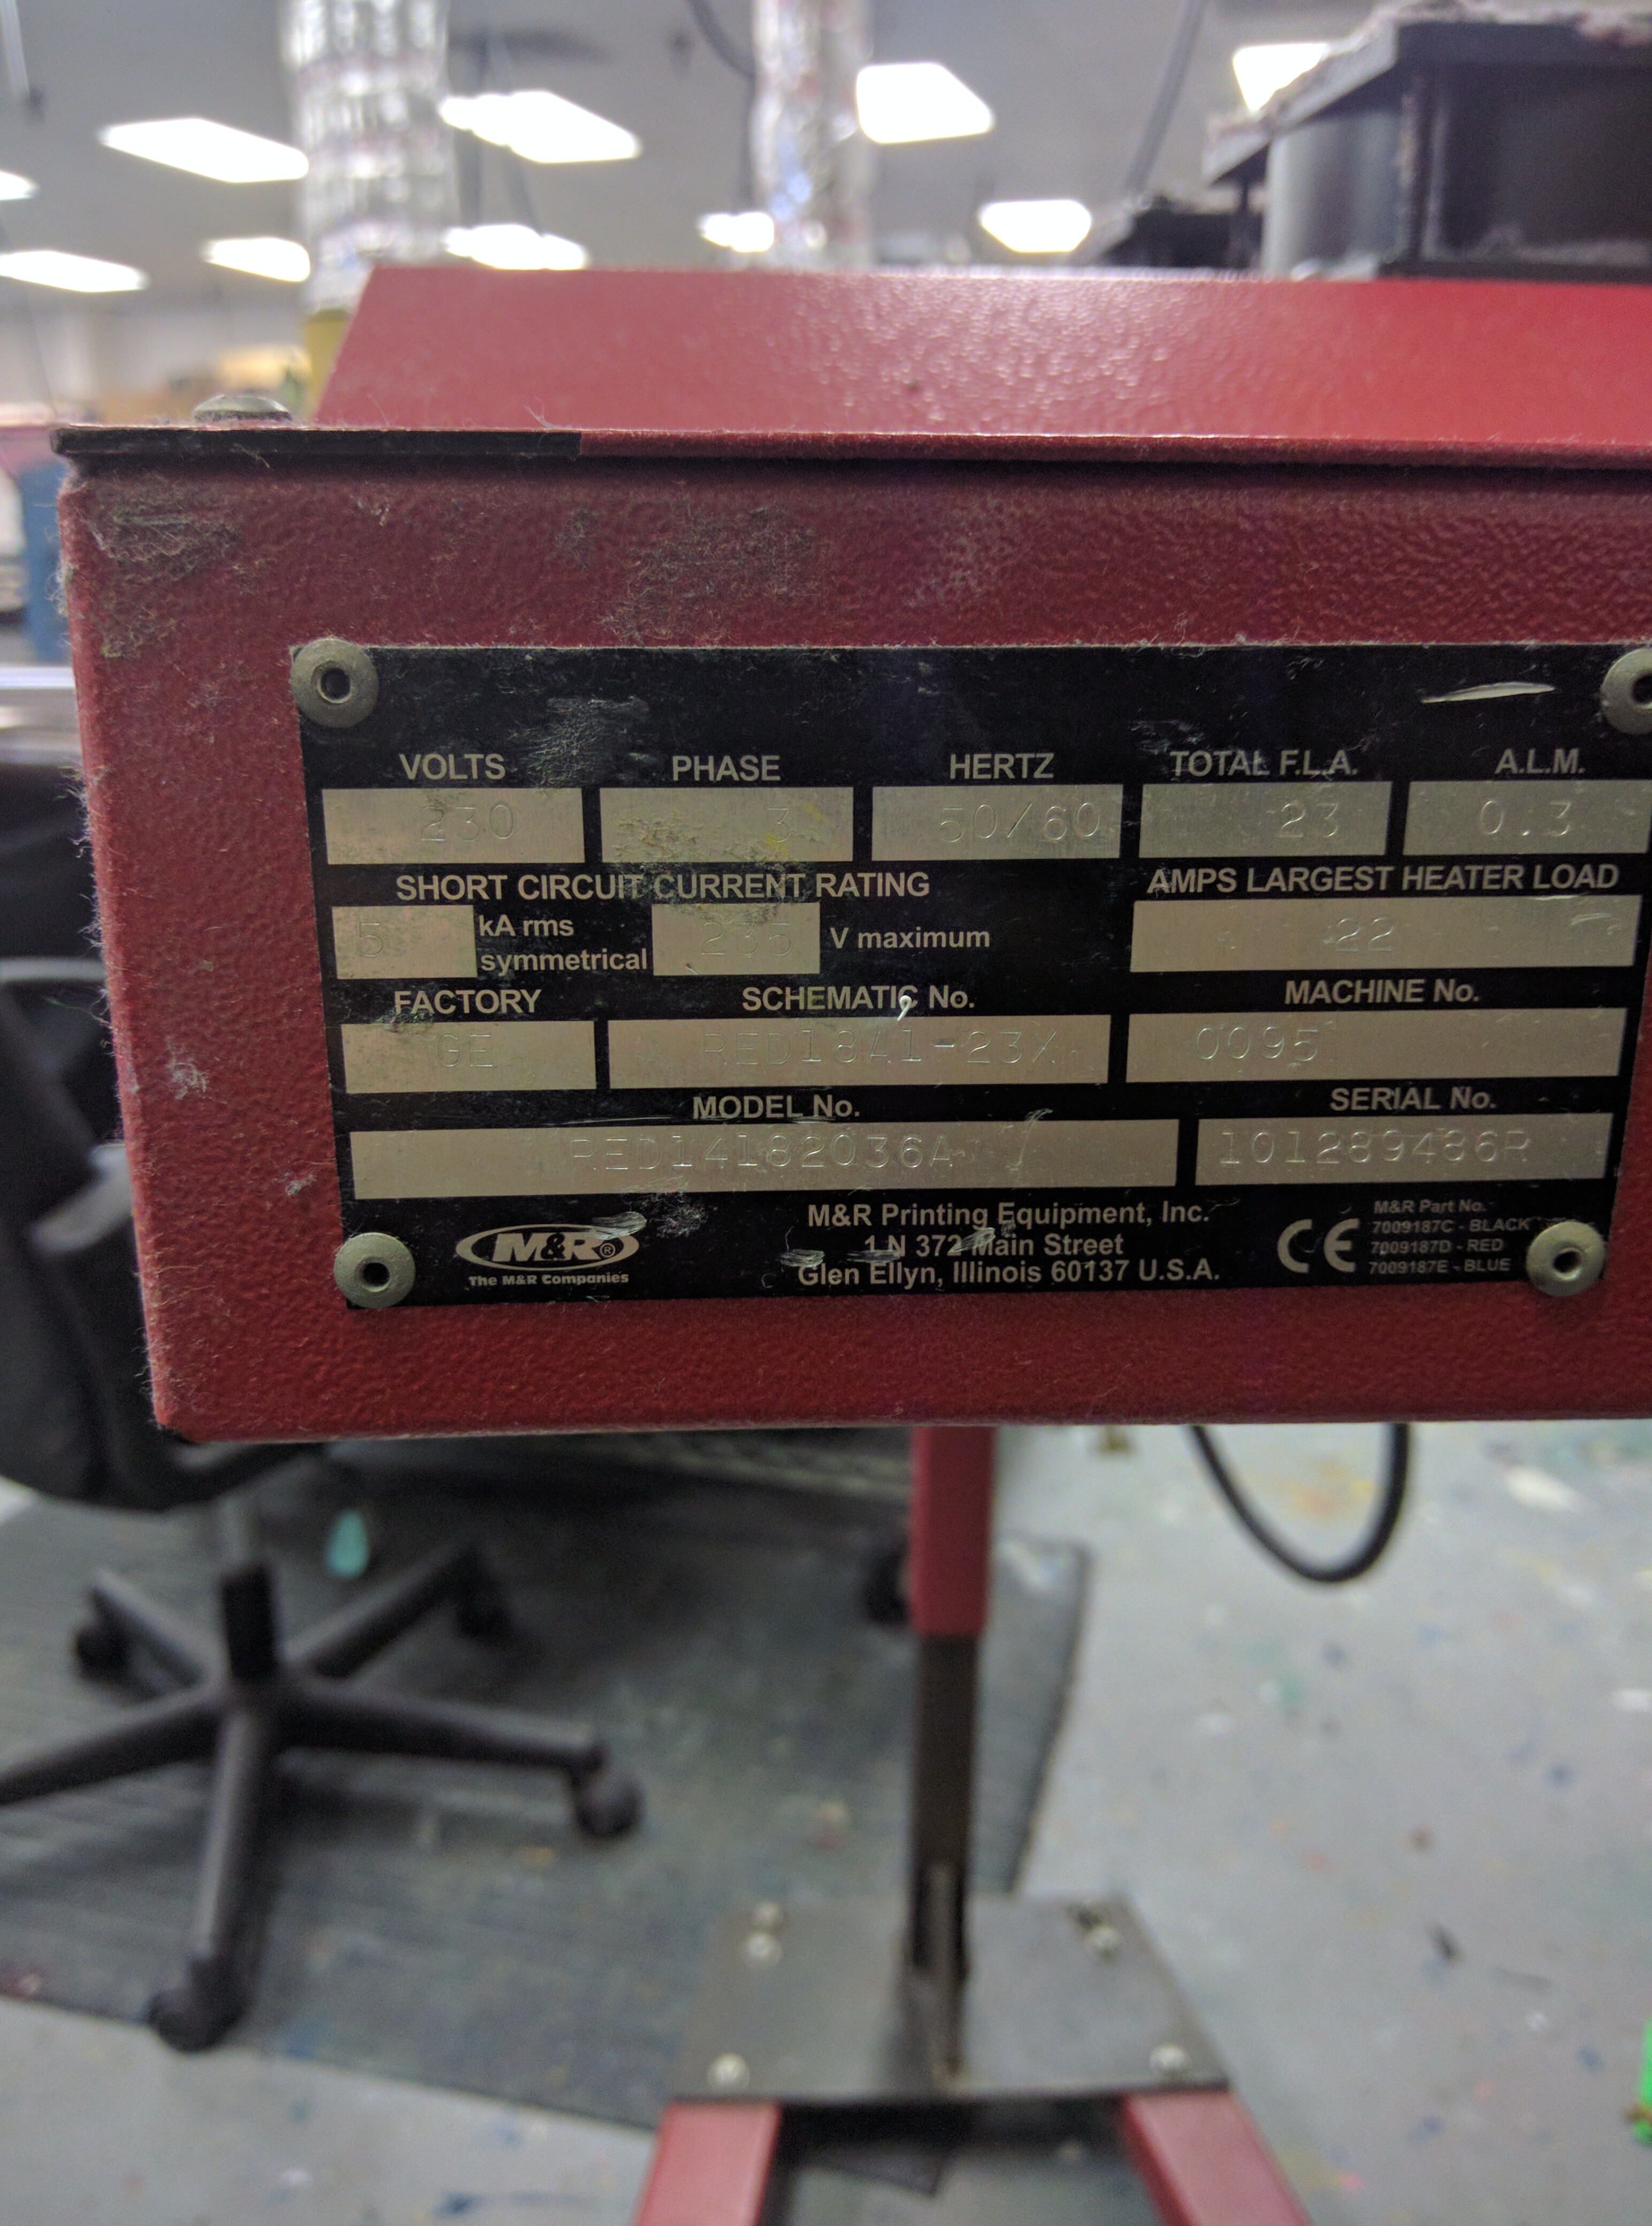 VOLTS PHASE HERTZ TOTAL F.L.A. A.L.M.
230 3 50/60 23 0.3
SHORT CIRCUIT CURRENT RATING AMPS LARGEST HEATER LOAD
5 kA rms symmetrical V maximum 22
FACTORY SCHEMATIC No. MACHINE No.
GE RED18A1-23X 0095
MODEL No. SERIAL No.
RED14182036A 101289486R
M&R®
The M&R Companies
M&R Printing Equipment, Inc.
1 N 372 Main Street
Glen Ellyn, Illinois 60137 U.S.A.
CE
M&R Part No.
7009187C - BLACK
7009187D - RED
7009187E - BLUE